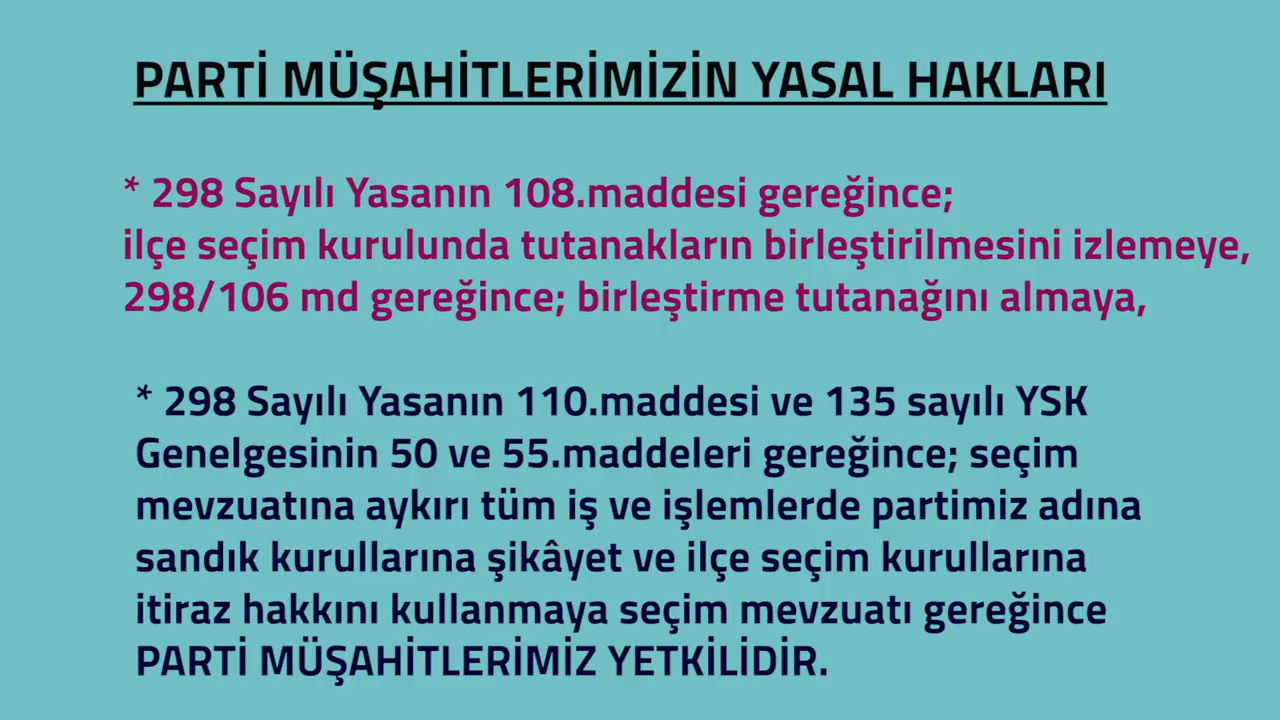 PARTİ MÜŞAHİTLERİMİZİN YASAL HAKLARI
* 298 Sayılı Yasanın 108.maddesi gereğince;
ilçe seçim kurulunda tutanakların birleştirilmesini izlemeye,
298/106 md gereğince; birleştirme tutanağını almaya,
* 298 Sayılı Yasanın 110.maddesi ve 135 sayılı YSK
Genelgesinin 50 ve 55.maddeleri gereğince; seçim
mevzuatına aykırı tüm iş ve işlemlerde partimiz adına
sandık kurullarına şikâyet ve ilçe seçim kurullarına
itiraz hakkını kullanmaya seçim mevzuatı gereğince
PARTİ MÜŞAHİTLERİMİZ YETKİLİDİR.